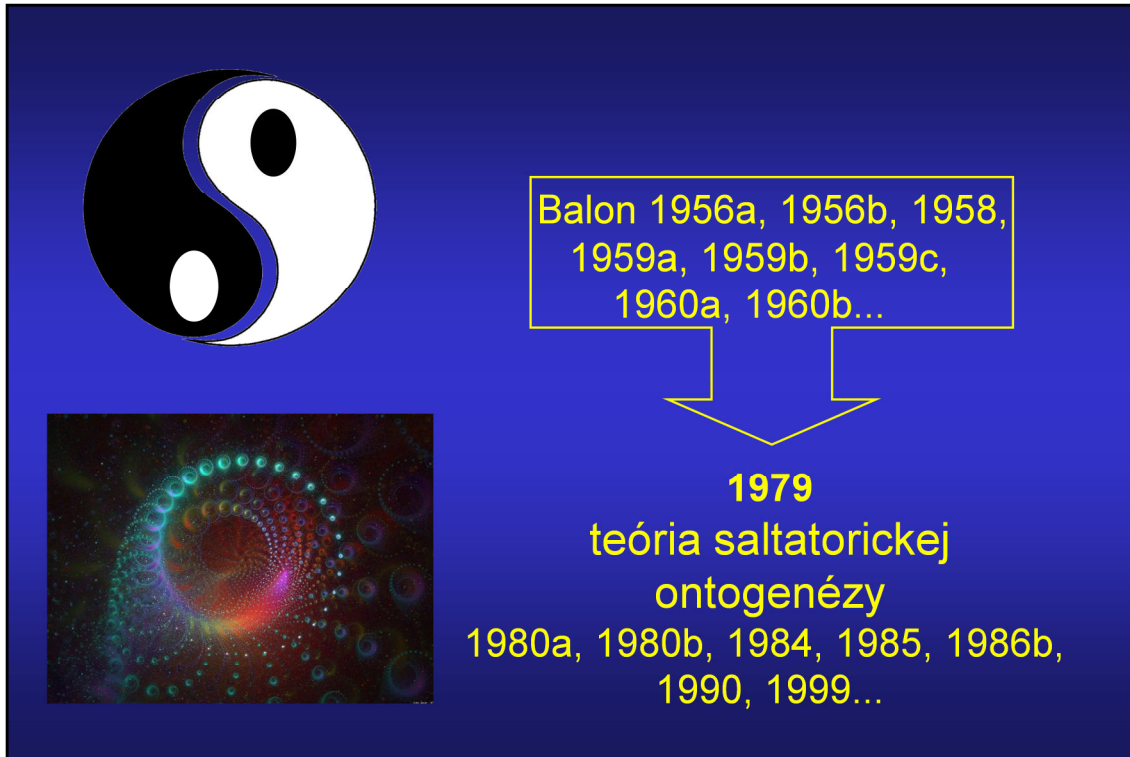 Balon 1956a, 1956b, 1958,
1959a, 1959b, 1959c,
1960a, 1960b...
1979
teória saltatorickej
ontogenézy
1980a, 1980b, 1984, 1985, 1986b,
1990, 1999...